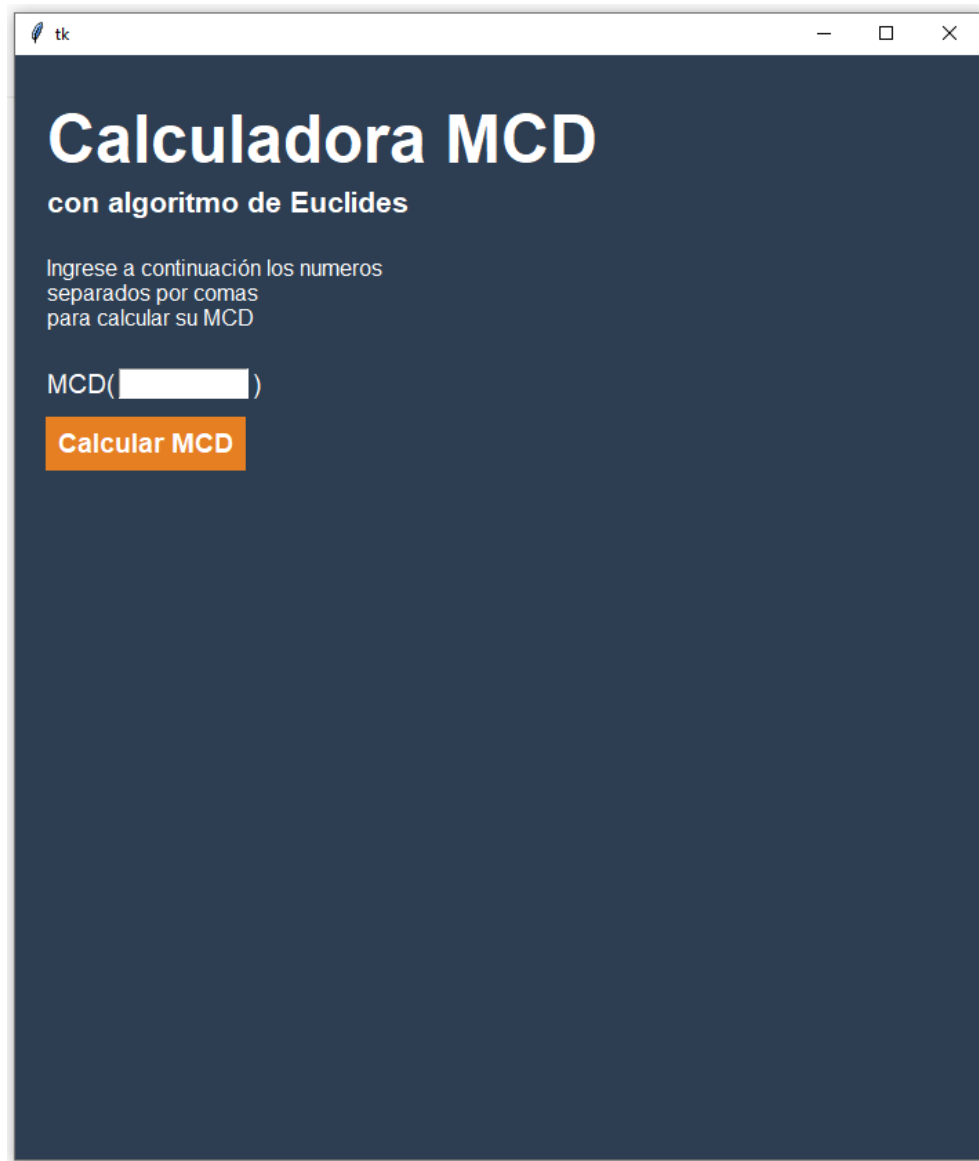 tk
Calculadora MCD
con algoritmo de Euclides
Ingrese a continuación los numeros
separados por comas
para calcular su MCD
MCD( )
Calcular MCD